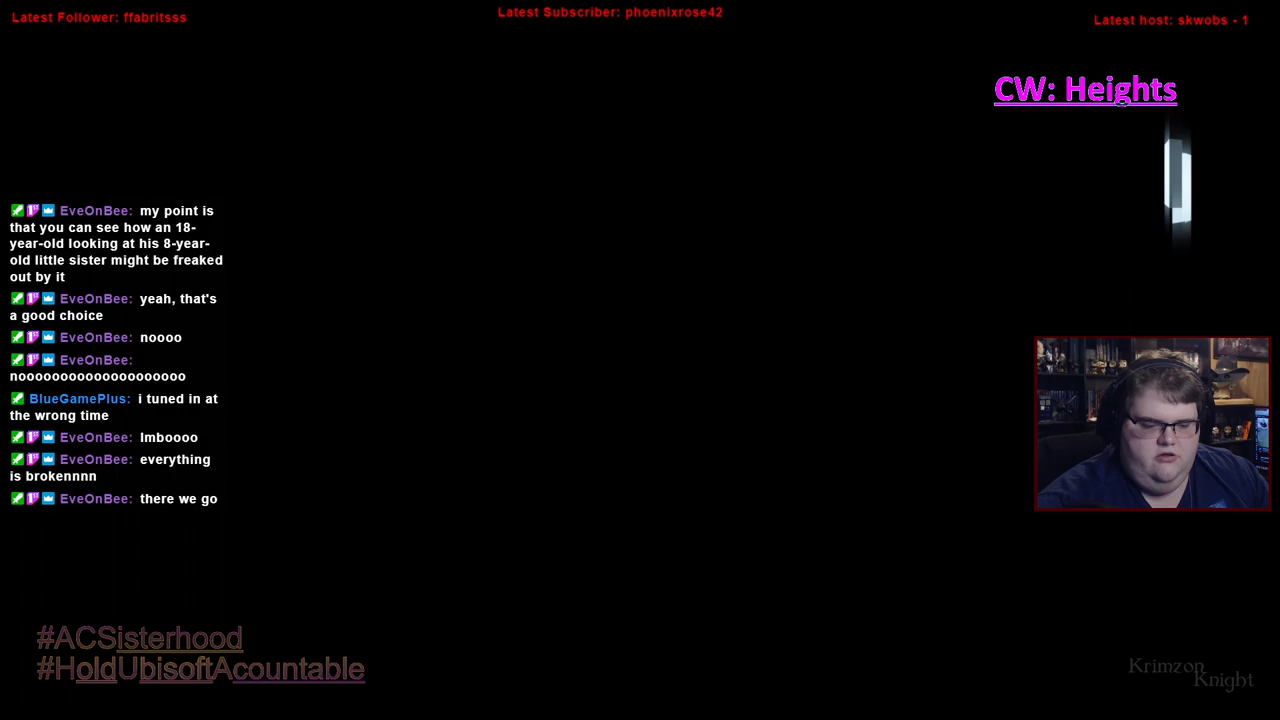 Latest Follower: ffabritsss
Latest Subscriber: phoenixrose42
Latest host: skwobs - 1
CW: Heights
EveOnBee: my point is
that you can see how an 18-
year-old looking at his 8-year-
old little sister might be freaked
out by it
EveOnBee: yeah, that's
a good choice
EveOnBee: noooo
EveOnBee:
noooooooooooooooooooo
BlueGamePlus: i tuned in at
the wrong time
EveOnBee: lmboooo
EveOnBee: everything
is brokennnn
EveOnBee: there we go
#ACSisterhood
#HoldUbisoftAcountable
Krimzon
Knight